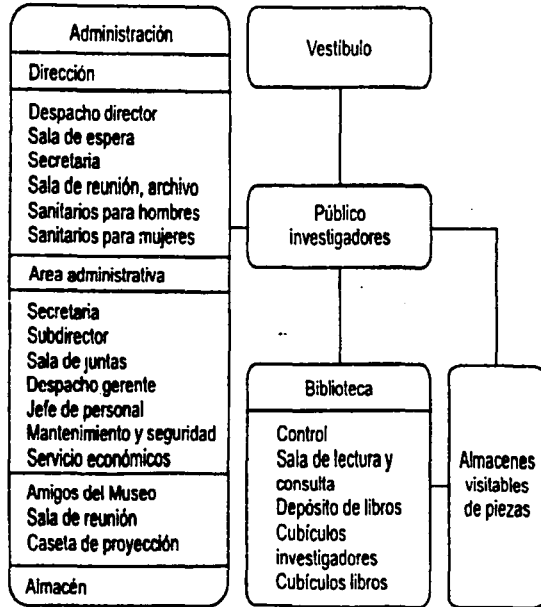 Administración
Dirección
Despacho director
Sala de espera
Secretaria
Sala de reunión, archivo
Sanitarios para hombres
Sanitarios para mujeres
Area administrativa
Secretaria
Subdirector
Sala de juntas
Despacho gerente
Jefe de personal
Mantenimiento y seguridad
Servicio económicos
Amigos del Museo
Sala de reunión
Caseta de proyección
Almacén
Vestíbulo
Público
investigadores
Biblioteca
Control
Sala de lectura y
consulta
Depósito de libros
Cubículos
investigadores
Cubículos libros
Almacenes
visitables
de piezas